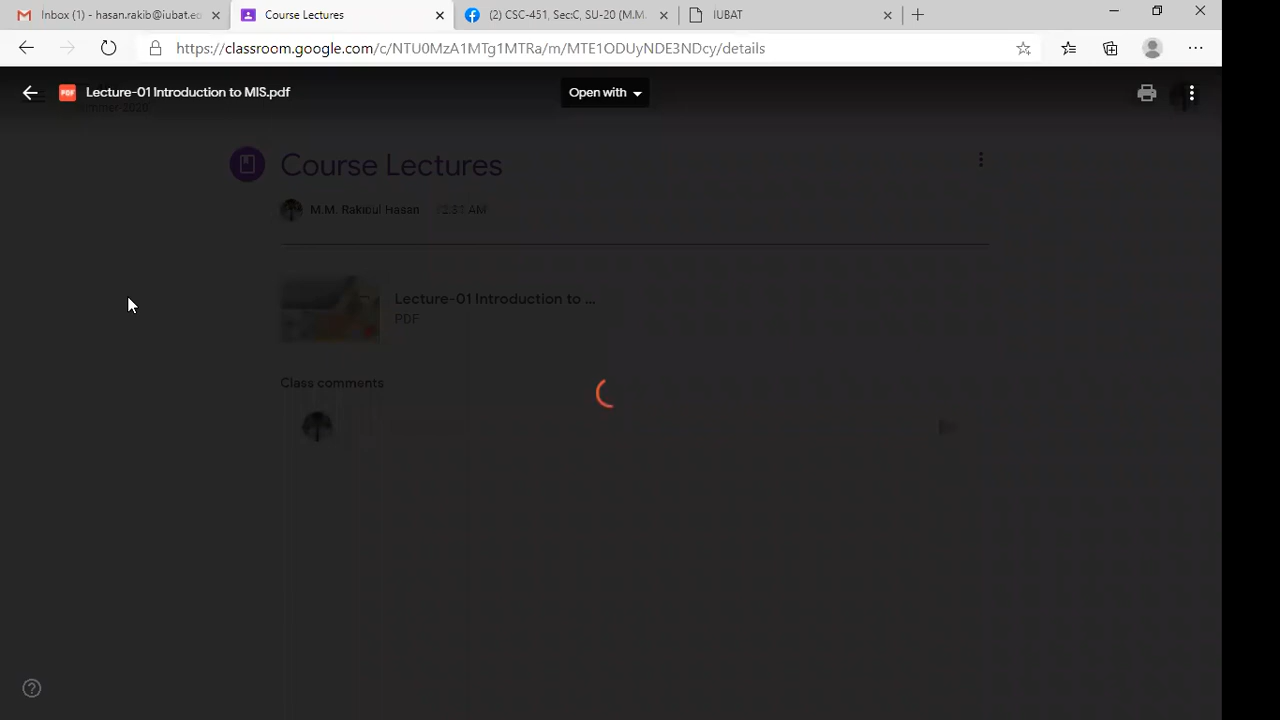 Inbox (1) - hasan.rakib@iubat.e
Course Lectures
(2) CSC-451, Sec:C, SU-20 (M.M.
IUBAT
https://classroom.google.com/c/NTU0MzA1MTg1MTRa/m/MTE1ODUyNDE3NDcy/details
PDF
Lecture-01 Introduction to MIS.pdf
Open with
2020
Course Lectures
M.M. Rakibul Hasan
AM
Lecture-01 Introduction to ...
PDF
Class comments